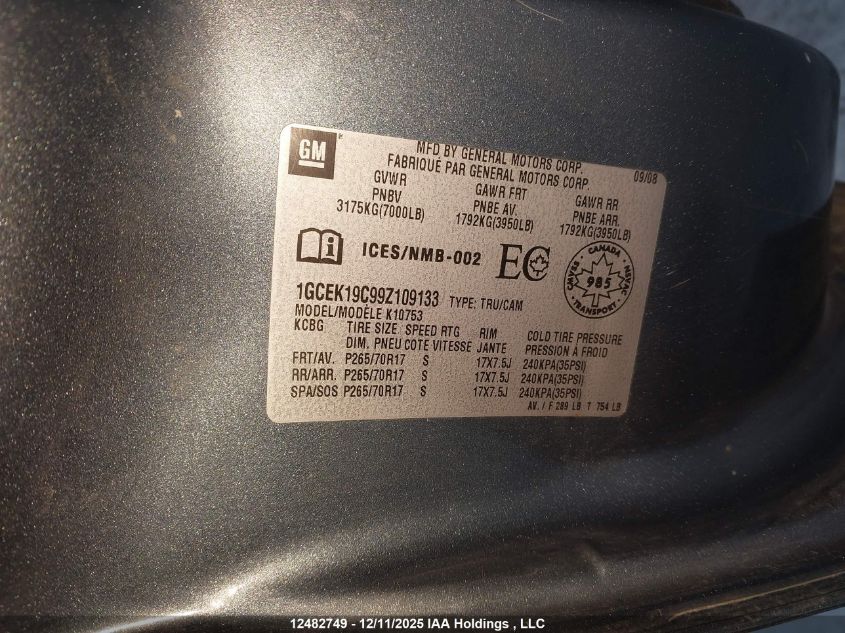 GM
MFD BY GENERAL MOTORS CORP.
FABRIQUÉ PAR GENERAL MOTORS CORP.
09/08
GVWR
PNBV
3175KG(7000LB)
GAWR FRT
PNBE AV.
1792KG(3950LB)
GAWR RR
PNBE ARR.
1792KG(3950LB)
ICES/NMB-002
EC
CANADA
CMVSS
985
NSVAC
TRANSPORT
1GCEK19C99Z109133 TYPE: TRU/CAM
MODEL/MODÈLE K10753
KCBG TIRE SIZE SPEED RTG RIM COLD TIRE PRESSURE
DIM. PNEU COTE VITESSE JANTE PRESSION À FROID
FRT/AV. P265/70R17 S 17X7.5J 240KPA(35PSI)
RR/ARR. P265/70R17 S 17X7.5J 240KPA(35PSI)
SPA/SOS P265/70R17 S 17X7.5J 240KPA(35PSI)
AV. / F 289 LB T 754 LB
12482749 - 12/11/2025 IAA Holdings , LLC